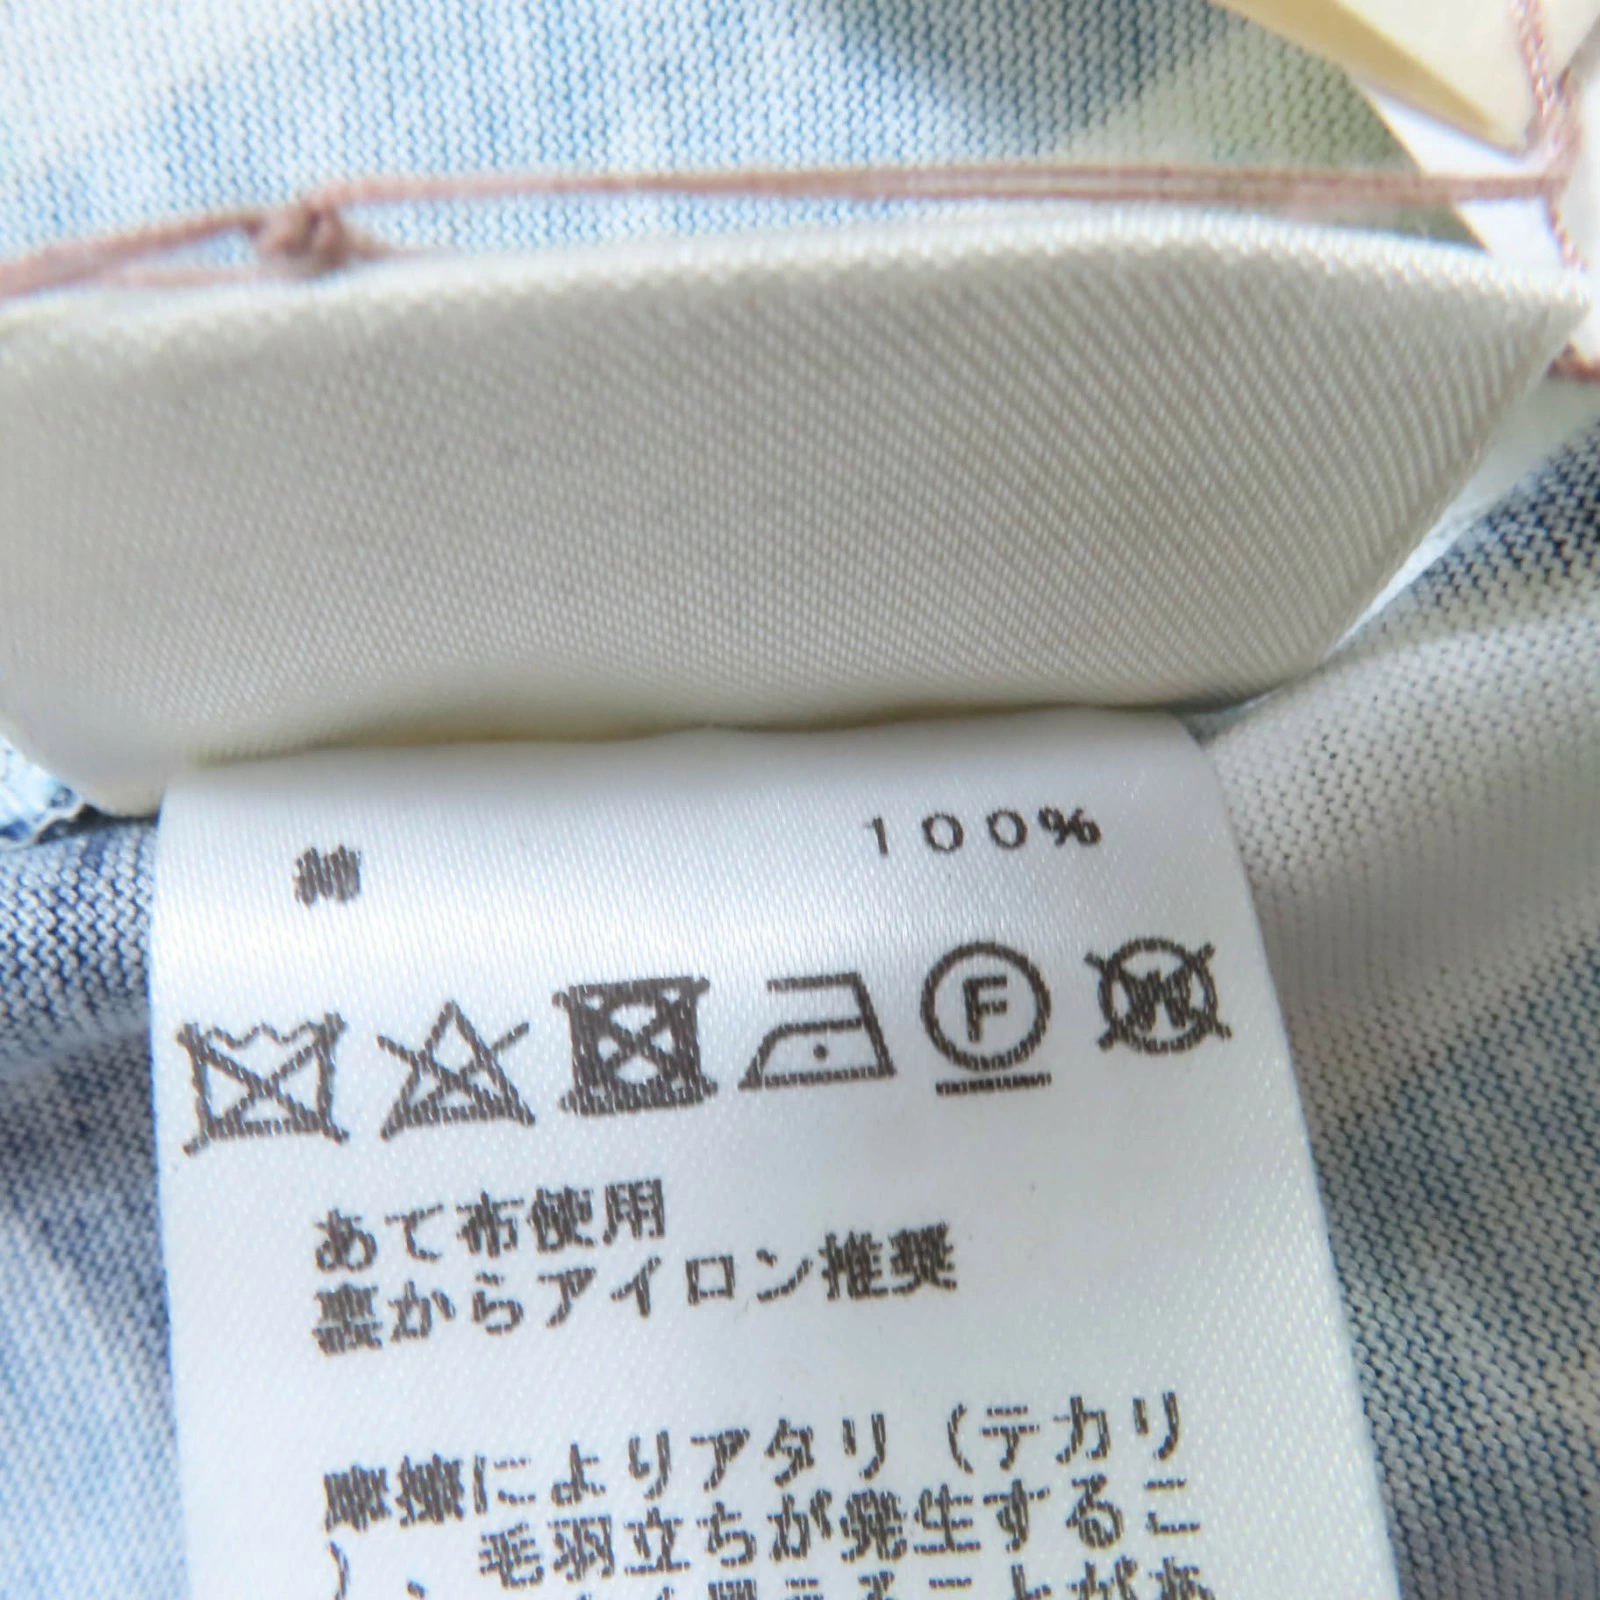 綿 100%
F W
あて布使用
裏からアイロン推奨
摩擦によりアタリ（テカリ
）、毛羽立ちが発生するこ